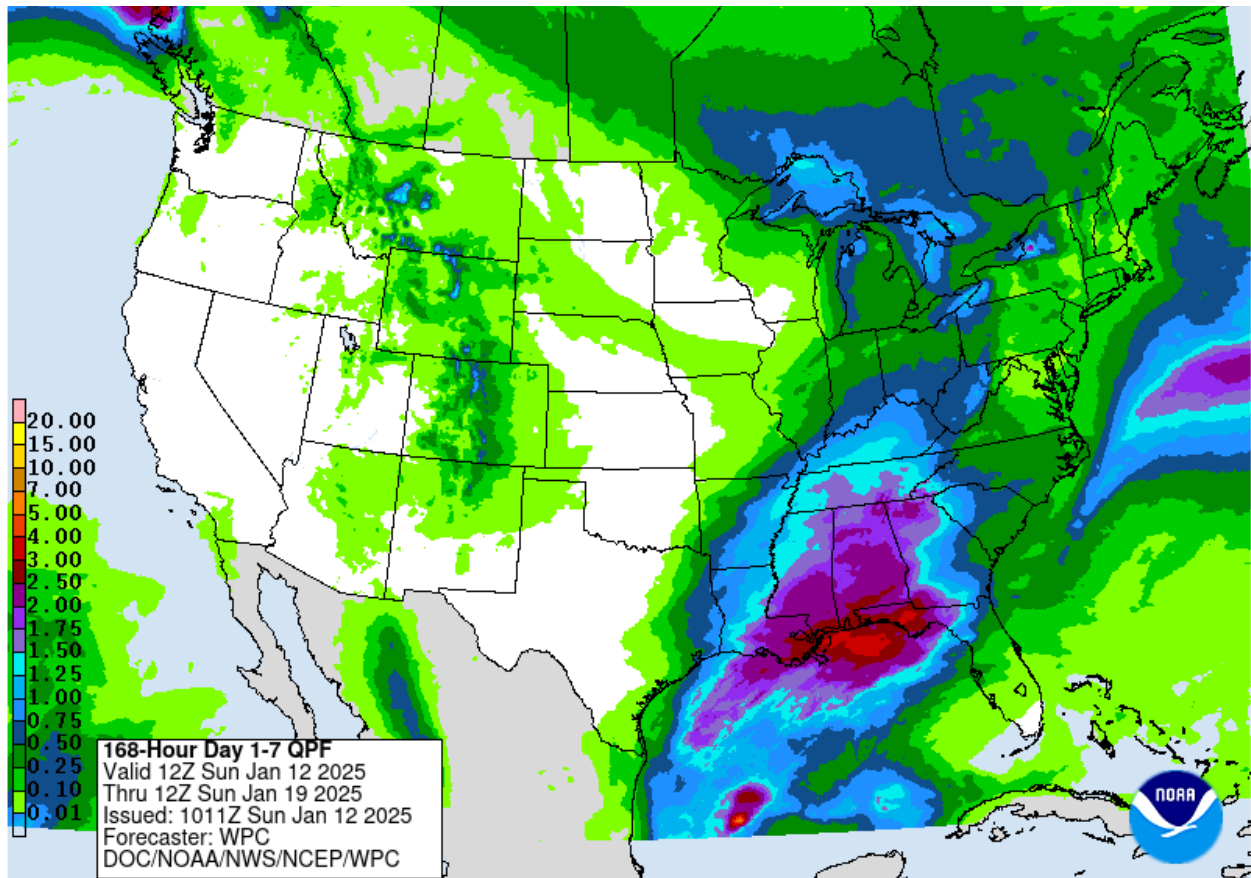 20.00
15.00
10.00
7.00
5.00
4.00
3.00
2.50
2.00
1.75
1.50
1.25
1.00
0.75
0.50
0.25
0.10
0.01
168-Hour Day 1-7 QPF
Valid 12Z Sun Jan 12 2025
Thru 12Z Sun Jan 19 2025
Issued: 1011Z Sun Jan 12 2025
Forecaster: WPC
DOC/NOAA/NWS/NCEP/WPC
NOAA